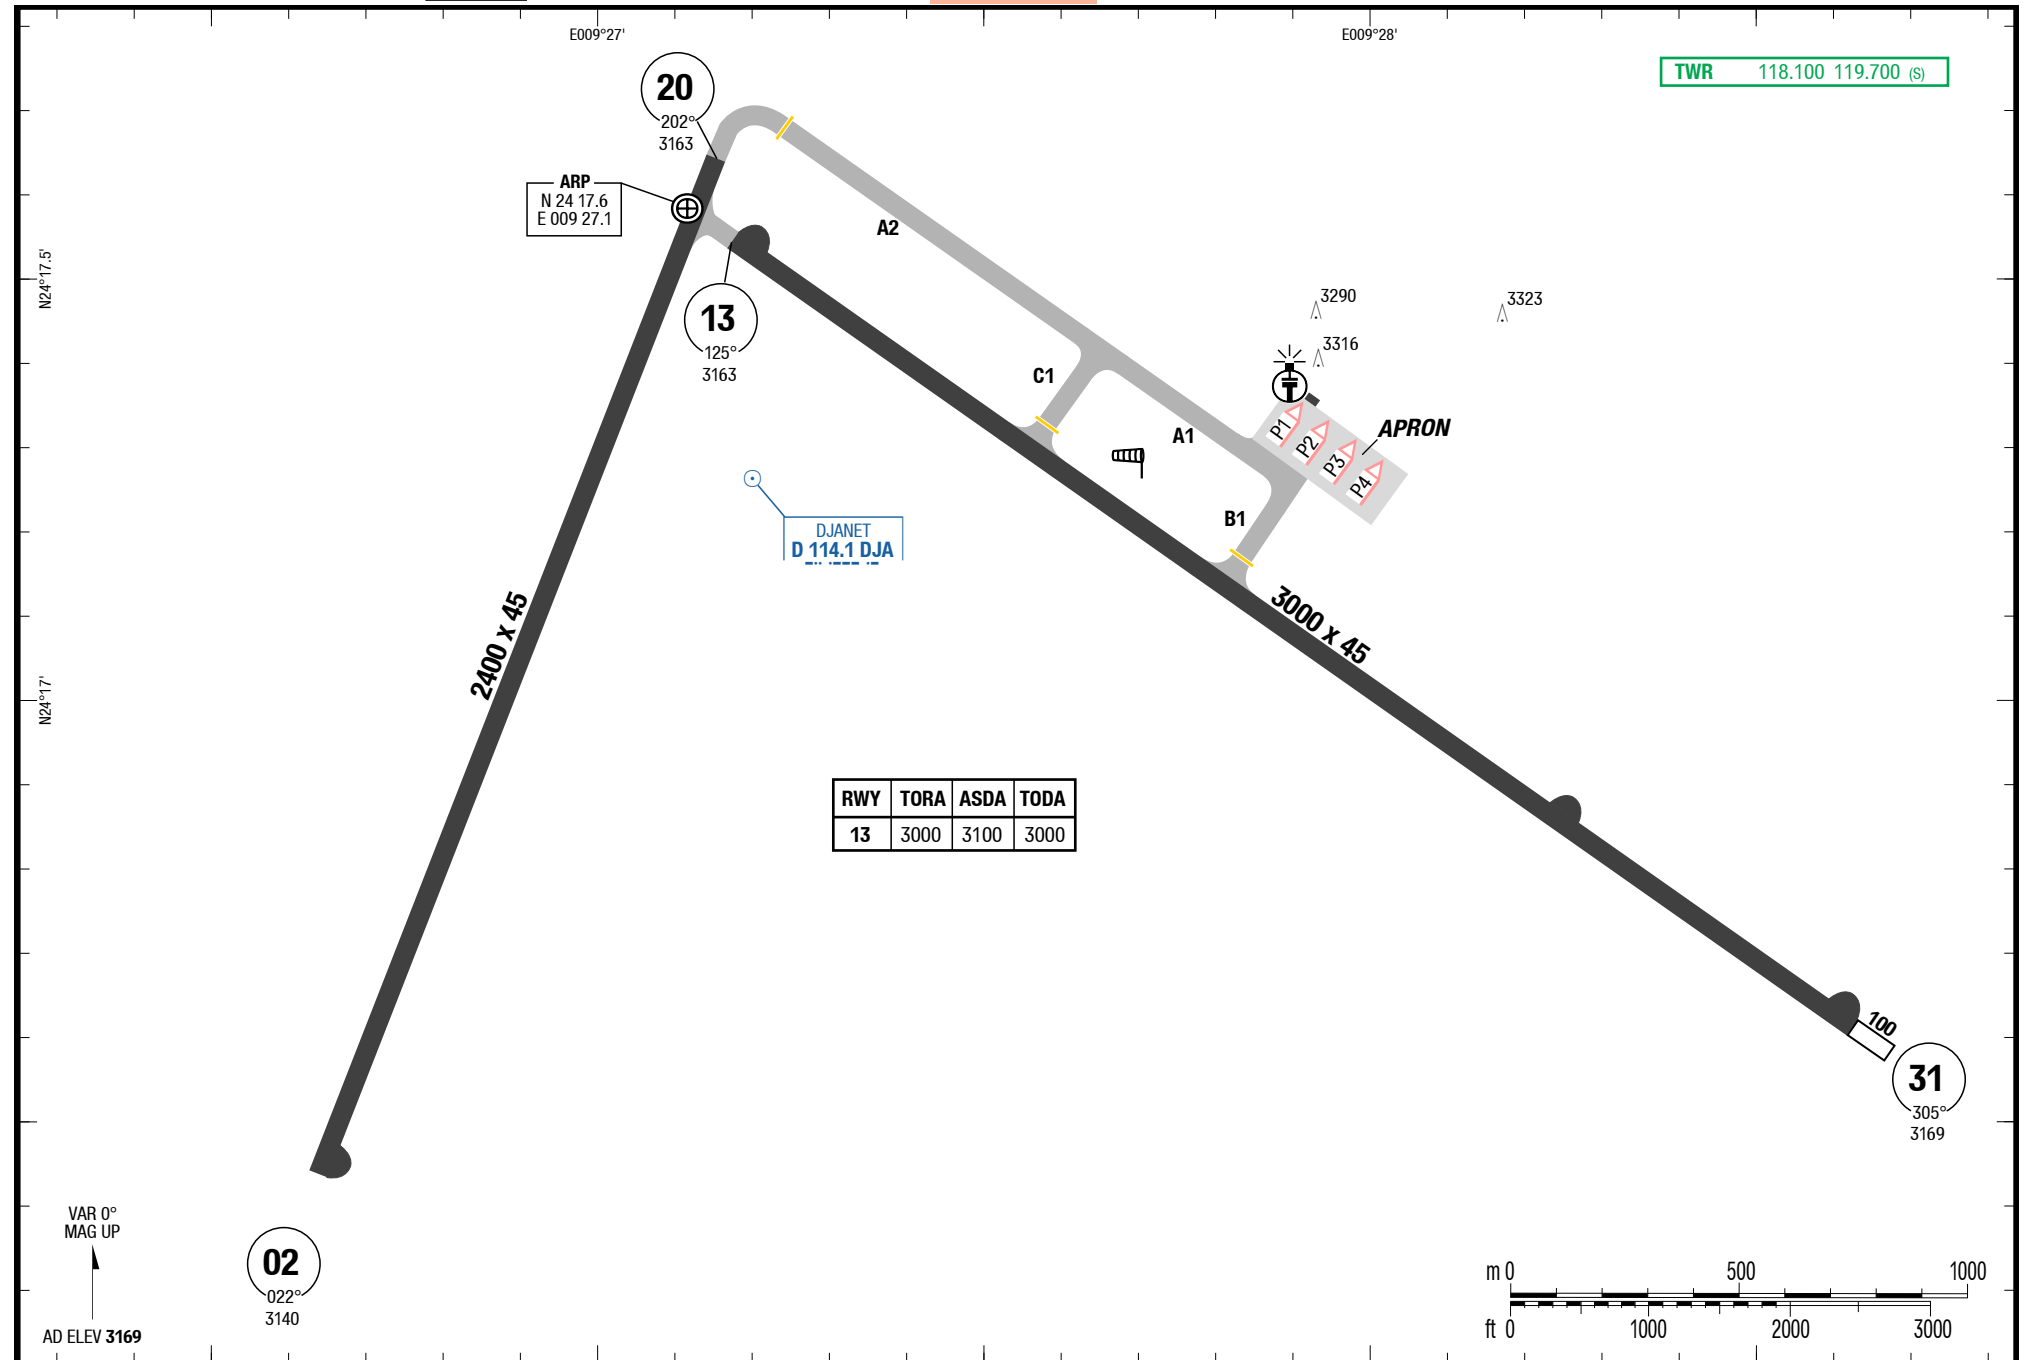 E009°27'
E009°28'
TWR 118.100 119.700 (S)
20
202°
3163
ARP
N 24 17.6
E 009 27.1
A2
N24°17.5'
13
125°
3163
3290
3323
3316
C1
A1
P1
P2
P3
P4
APRON
B1
DJANET
D 114.1 DJA
2400 x 45
3000 x 45
N24°17'
RWY TORA ASDA TODA
13 3000 3100 3000
100
31
305°
3169
VAR 0°
MAG UP
AD ELEV 3169
02
022°
3140
m 0 500 1000
ft 0 1000 2000 3000